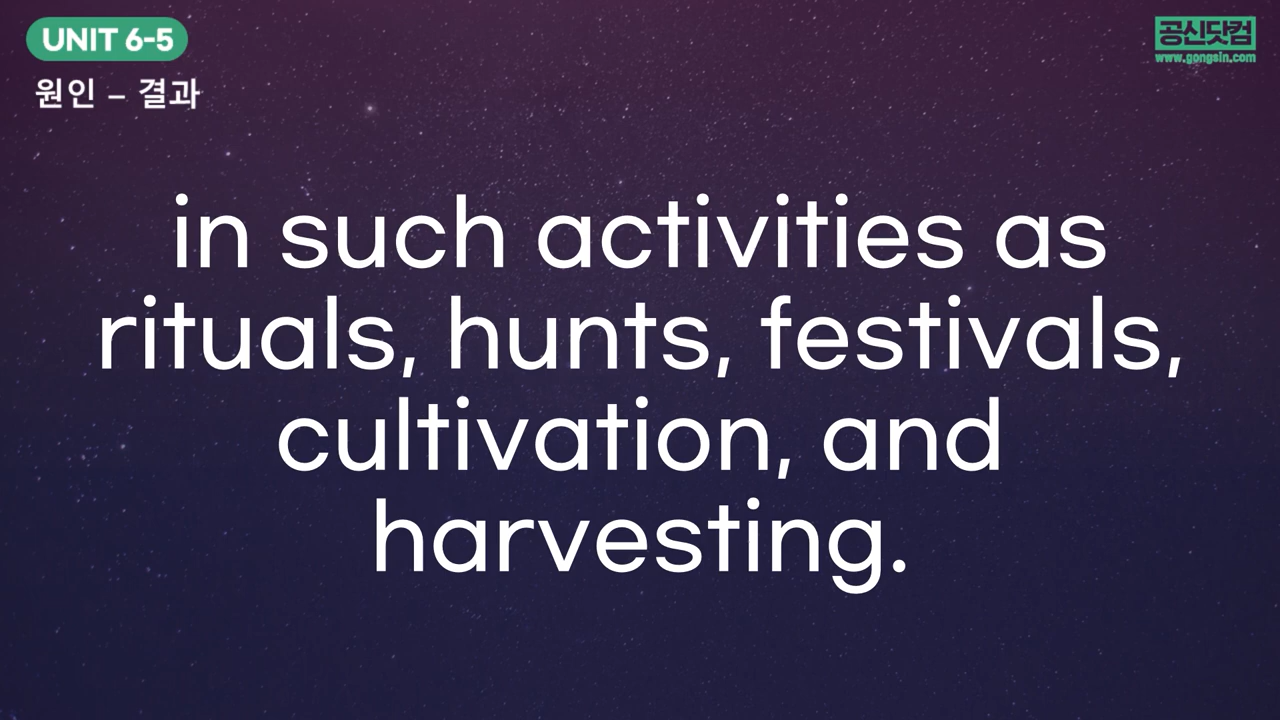 UNIT 6-5
공신닷컴
www.gongsin.com
원인 – 결과
in such activities as
rituals, hunts, festivals,
cultivation, and
harvesting.